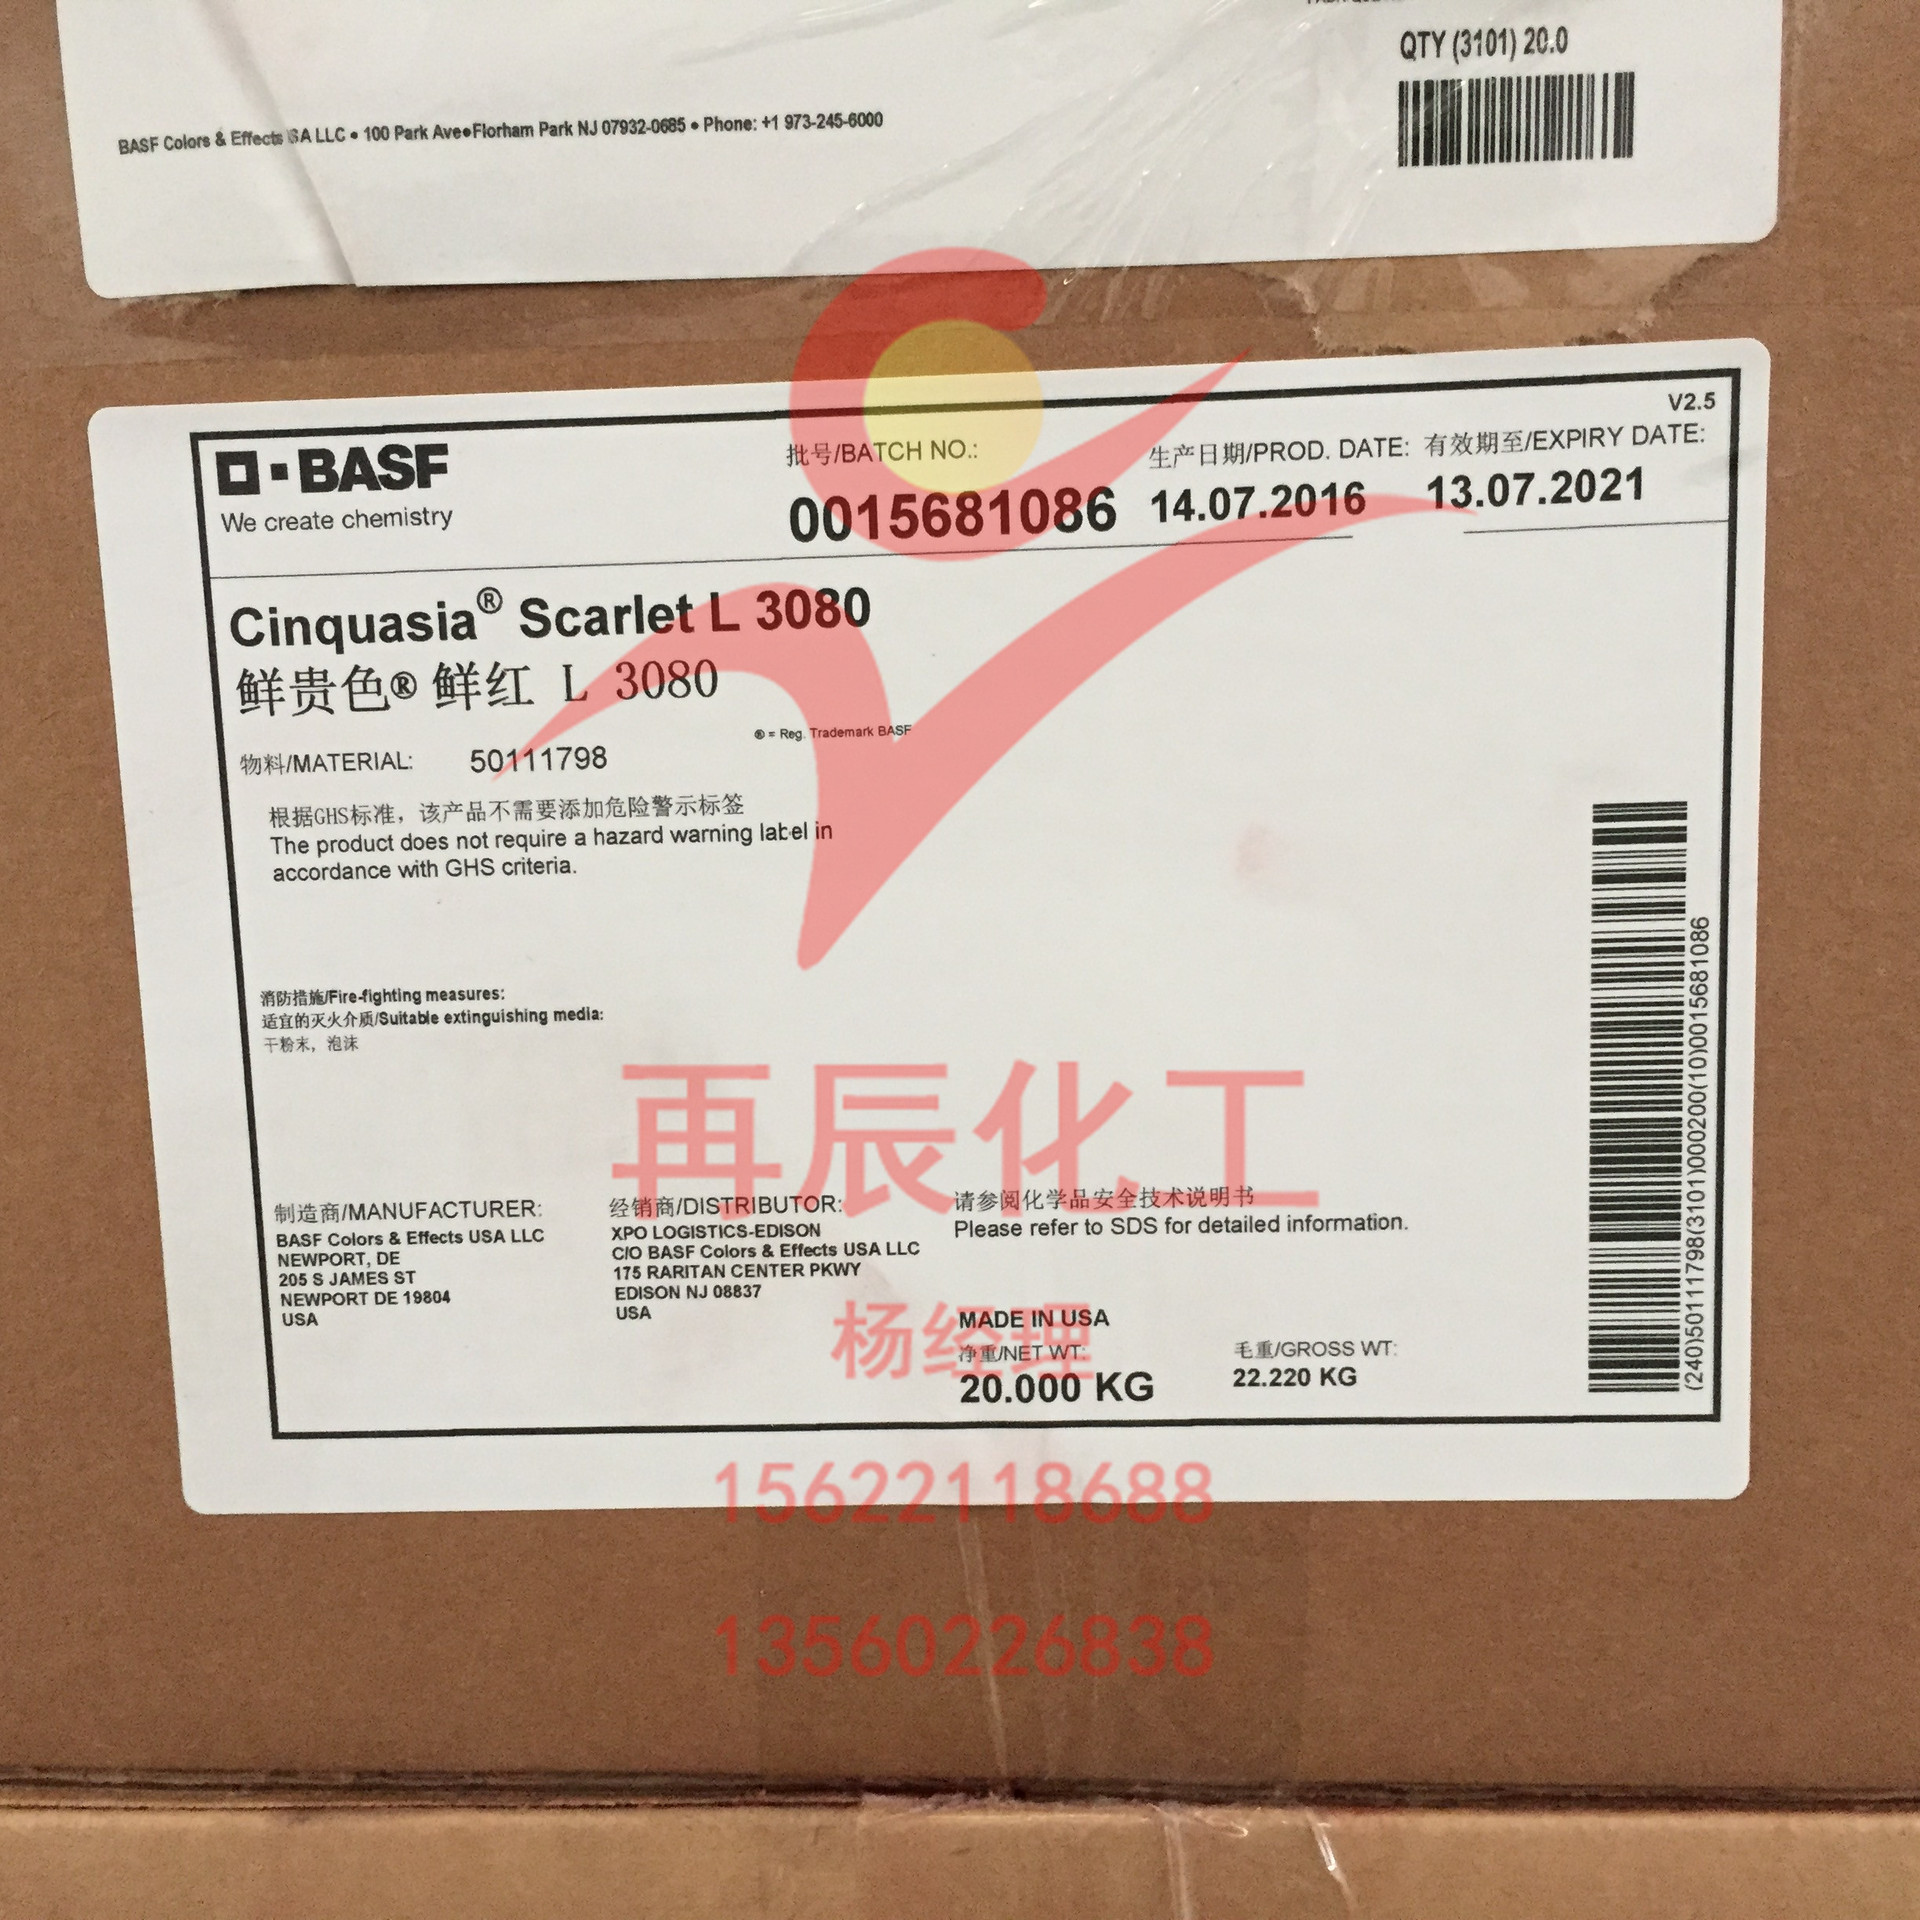 QTY (3101) 20.0
BASF Colors & Effects SA LLC • 100 Park Ave•Florham Park NJ 07932-0685 • Phone: +1 973-245-6000
V2.5
BASF
We create chemistry
批号/BATCH NO.:
0015681086
生产日期/PROD. DATE:
14.07.2016
有效期至/EXPIRY DATE:
13.07.2021
Cinquasia® Scarlet L 3080
鲜贵色® 鲜红 L 3080
® = Reg. Trademark BASF
物料/MATERIAL: 50111798
根据GHS标准，该产品不需要添加危险警示标签
The product does not require a hazard warning label in
accordance with GHS criteria.
消防措施/Fire-fighting measures:
适宜的灭火介质/Suitable extinguishing media:
干粉末，泡沫
再辰化工
制造商/MANUFACTURER:
BASF Colors & Effects USA LLC
NEWPORT, DE
205 S JAMES ST
NEWPORT DE 19804
USA
经销商/DISTRIBUTOR:
XPO LOGISTICS-EDISON
C/O BASF Colors & Effects USA LLC
175 RARITAN CENTER PKWY
EDISON NJ 08837
USA
请参阅化学品安全技术说明书
Please refer to SDS for detailed information.
MADE IN USA
净重/NET WT:
20.000 KG
毛重/GROSS WT:
22.220 KG
(240)50111798(3101)000200(10)0015681086
杨经理
15622118688
13560226838